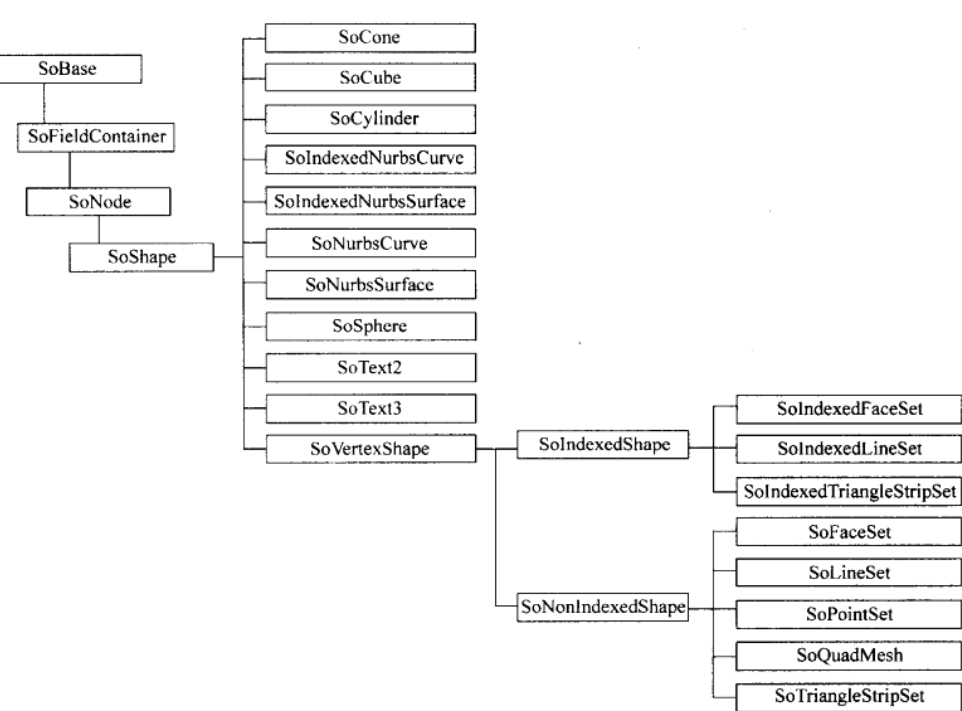 SoBase
SoFieldContainer
SoNode
SoShape
SoCone
SoCube
SoCylinder
SoIndexedNurbsCurve
SoIndexedNurbsSurface
SoNurbsCurve
SoNurbsSurface
SoSphere
SoText2
SoText3
SoVertexShape
SoIndexedShape
SoNonIndexedShape
SoIndexedFaceSet
SoIndexedLineSet
SoIndexedTriangleStripSet
SoFaceSet
SoLineSet
SoPointSet
SoQuadMesh
SoTriangleStripSet